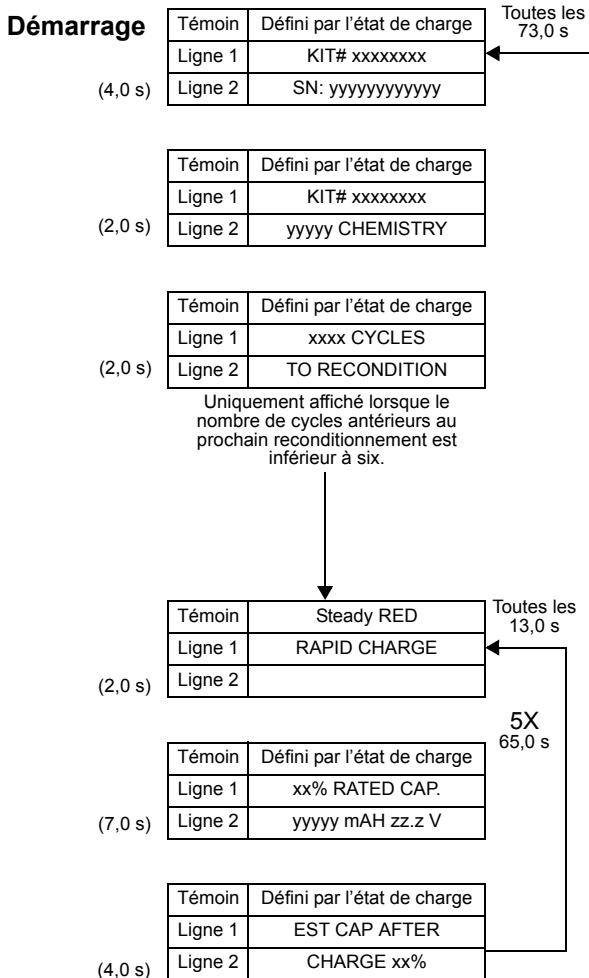 Démarrage
Toutes les
73,0 s
Témoin Défini par l'état de charge
Ligne 1 KIT# xxxxxxxx
(4,0 s) Ligne 2 SN: yyyyyyyyyyyy
Témoin Défini par l'état de charge
Ligne 1 KIT# xxxxxxxx
(2,0 s) Ligne 2 yyyyy CHEMISTRY
Témoin Défini par l'état de charge
Ligne 1 xxxx CYCLES
(2,0 s) Ligne 2 TO RECONDITION
Uniquement affiché lorsque le
nombre de cycles antérieurs au
prochain reconditionnement est
inférieur à six.
Toutes les
13,0 s
Témoin Steady RED
Ligne 1 RAPID CHARGE
(2,0 s) Ligne 2
5X
65,0 s
Témoin Défini par l'état de charge
Ligne 1 xx% RATED CAP.
(7,0 s) Ligne 2 yyyyy mAH zz.z V
Témoin Défini par l'état de charge
Ligne 1 EST CAP AFTER
(4,0 s) Ligne 2 CHARGE xx%